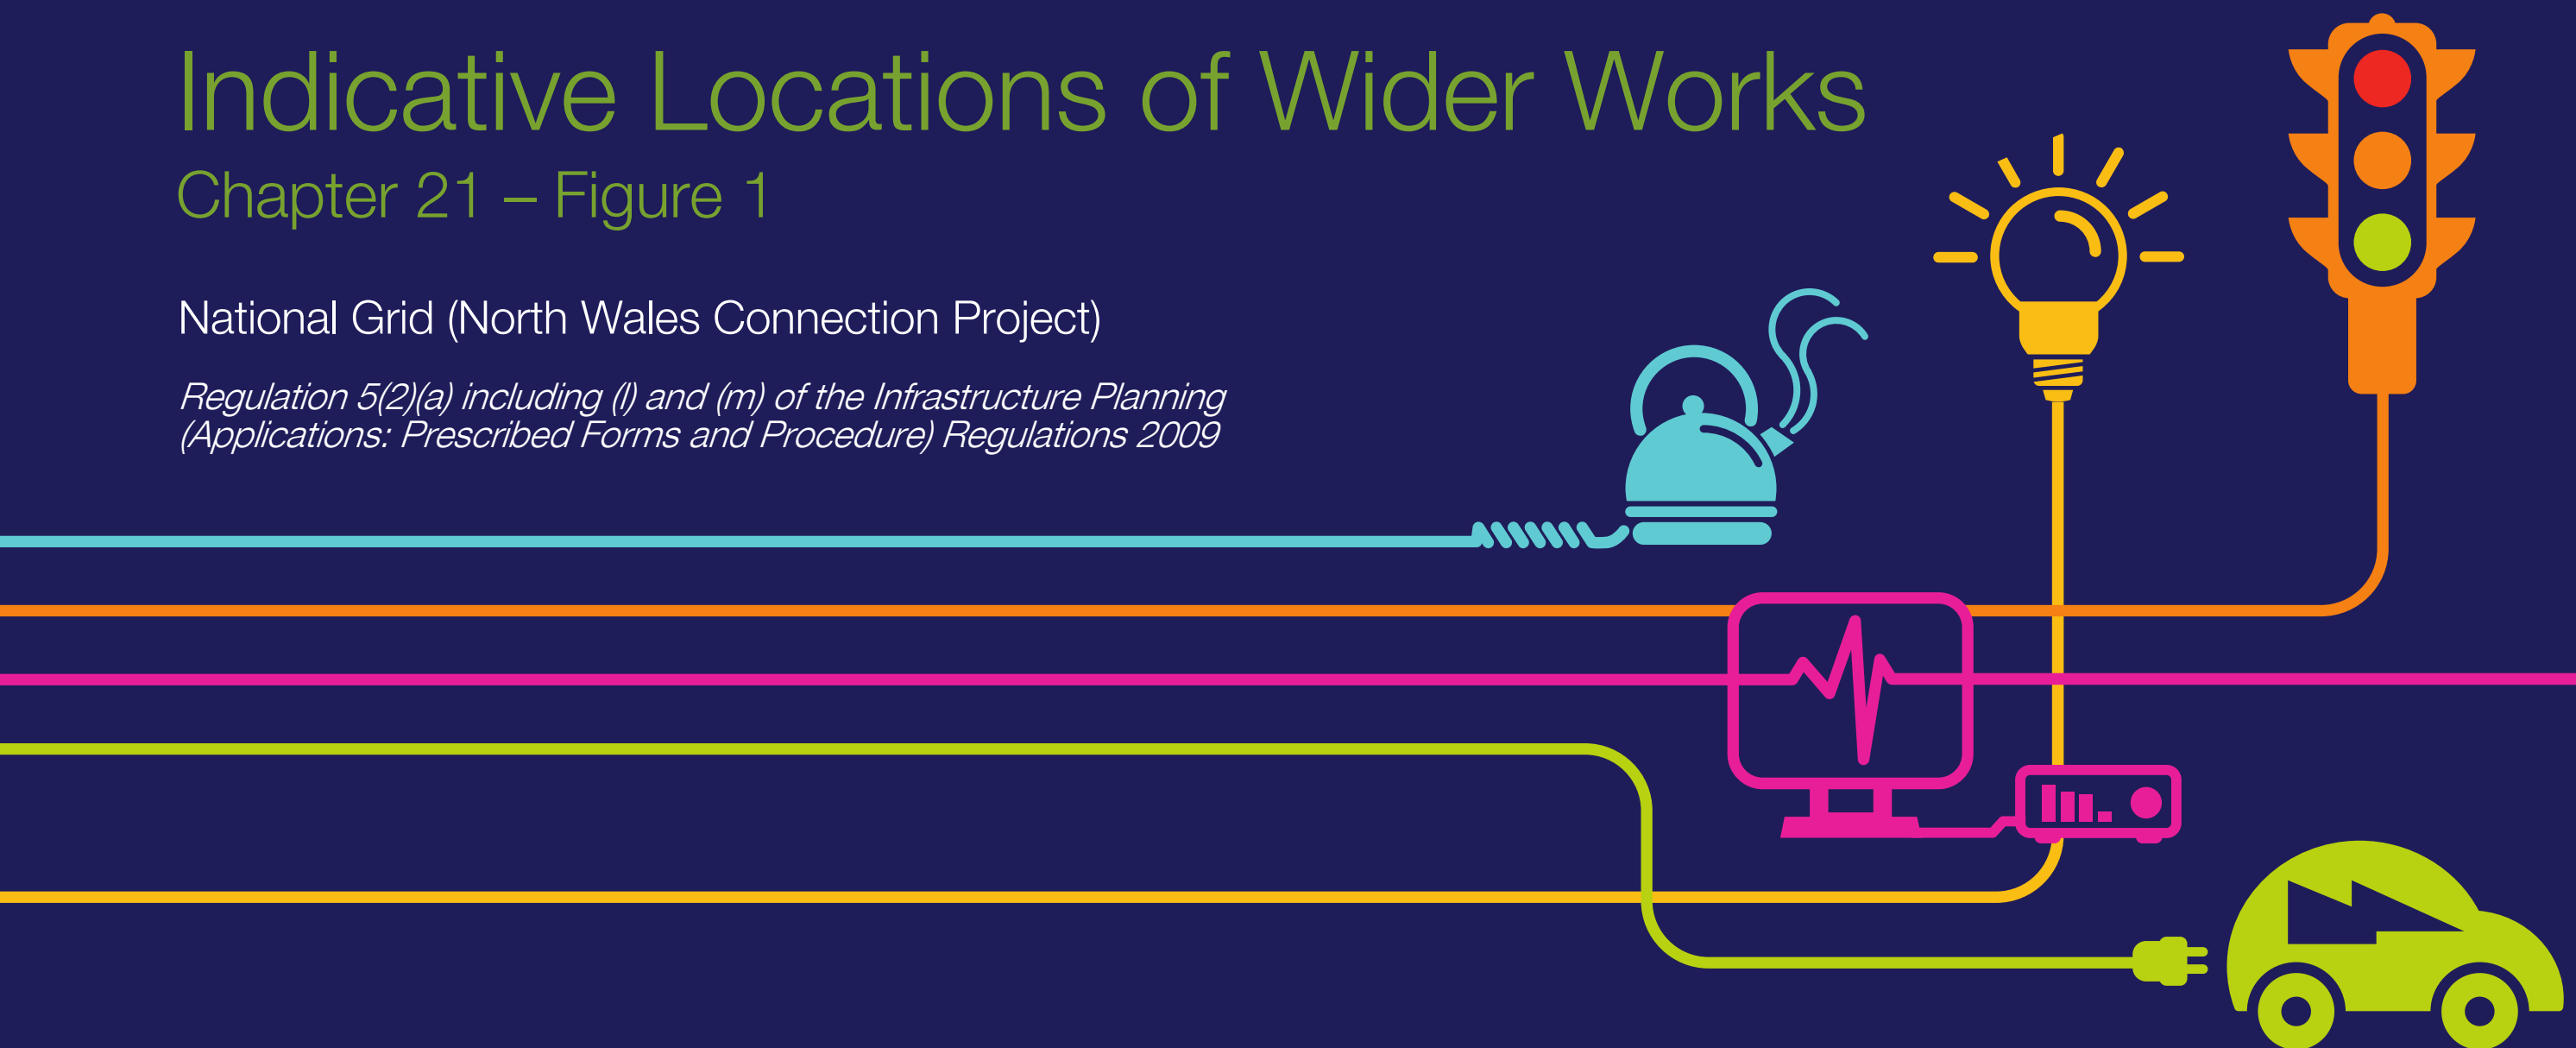 Indicative Locations of Wider Works
Chapter 21 – Figure 1
National Grid (North Wales Connection Project)
Regulation 5(2)(a) including (l) and (m) of the Infrastructure Planning
(Applications: Prescribed Forms and Procedure) Regulations 2009